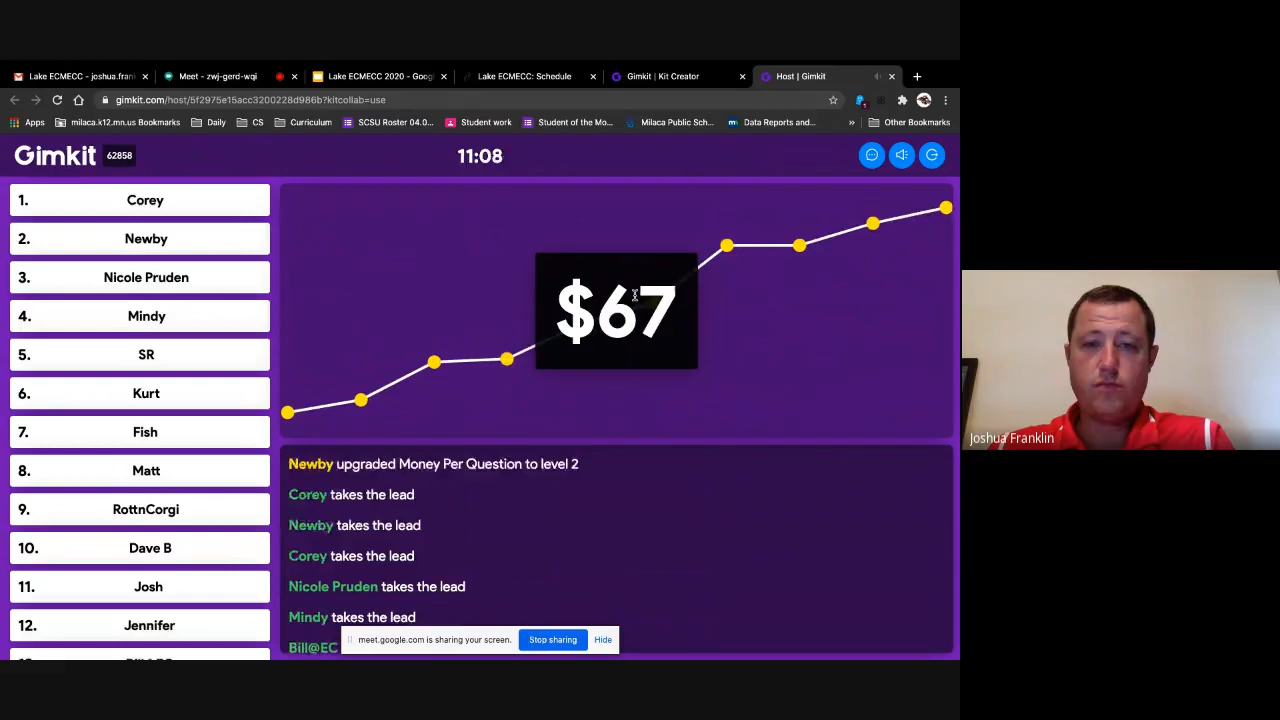 Lake ECMECC - joshua.fran
Meet - zwj-gerd-wqi
Lake ECMECC 2020 - Goog
Lake ECMECC: Schedule
Gimkit | Kit Creator
Host | Gimkit
gimkit.com/host/5f2975e15acc3200228d986b?kitcollab=use
Apps
milaca.k12.mn.us Bookmarks
Daily
CS
Curriculum
SCSU Roster 04.0...
Student work
Student of the Mo...
Milaca Public Sch...
Data Reports and...
» Other Bookmarks
Gimkit 62858
11:08
1. Corey
2. Newby
3. Nicole Pruden
4. Mindy
5. SR
6. Kurt
7. Fish
8. Matt
9. RottnCorgi
10. Dave B
11. Josh
12. Jennifer
$67
Newby upgraded Money Per Question to level 2
Corey takes the lead
Newby takes the lead
Corey takes the lead
Nicole Pruden takes the lead
Mindy takes the lead
Bill@EC
meet.google.com is sharing your screen.
Stop sharing
Hide
Joshua Franklin